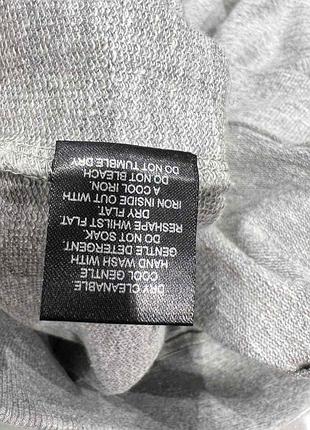 DRY CLEANABLE.
COOL GENTLE
HAND WASH WITH
GENTLE DETERGENT.
DO NOT SOAK.
RESHAPE WHILST FLAT.
DRY FLAT.
IRON INSIDE OUT WITH
A COOL IRON.
DO NOT BLEACH
DO NOT TUMBLE DRY